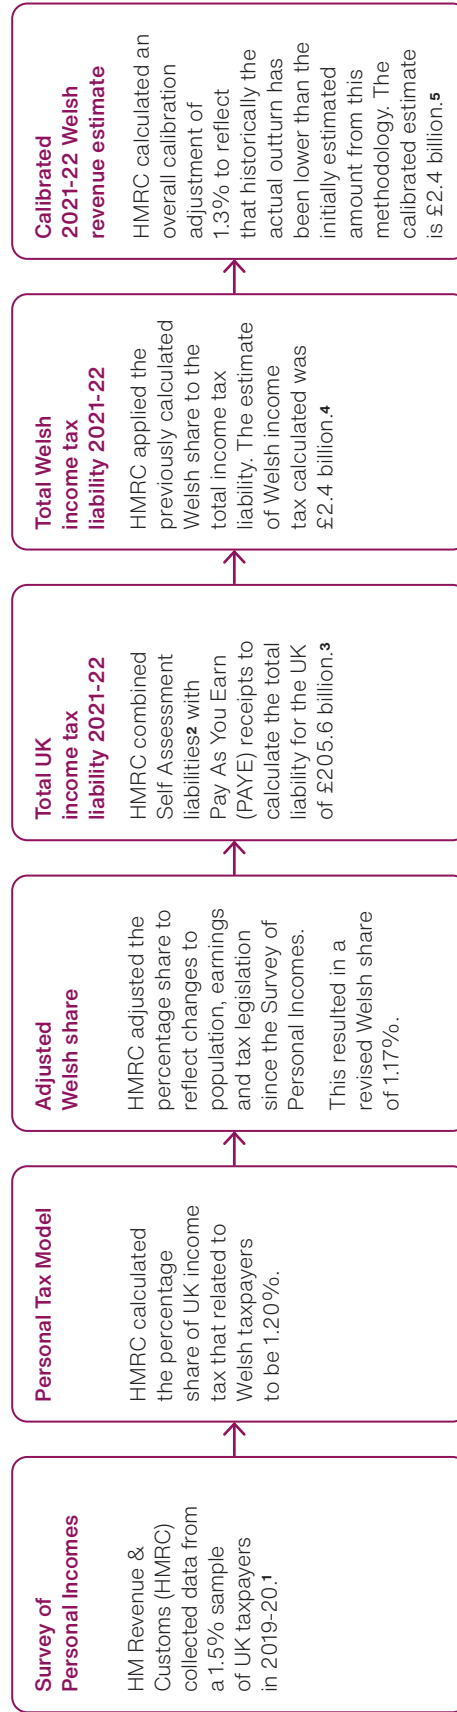 Survey of
Personal Incomes
HM Revenue &
Customs (HMRC)
collected data from
a 1.5% sample
of UK taxpayers
in 2019-20.¹
Personal Tax Model
HMRC calculated
the percentage
share of UK income
tax that related to
Welsh taxpayers
to be 1.20%.
Adjusted
Welsh share
HMRC adjusted the
percentage share to
reflect changes to
population, earnings
and tax legislation
since the Survey of
Personal Incomes.
This resulted in a
revised Welsh share
of 1.17%.
Total UK
income tax
liability 2021-22
HMRC combined
Self Assessment
liabilities² with
Pay As You Earn
(PAYE) receipts to
calculate the total
liability for the UK
of £205.6 billion.³
Total Welsh
income tax
liability 2021-22
HMRC applied the
previously calculated
Welsh share to the
total income tax
liability. The estimate
of Welsh income
tax calculated was
£2.4 billion.⁴
Calibrated
2021-22 Welsh
revenue estimate
HMRC calculated an
overall calibration
adjustment of
1.3% to reflect
that historically the
actual outturn has
been lower than the
initially estimated
amount from this
methodology. The
calibrated estimate
is £2.4 billion.⁵